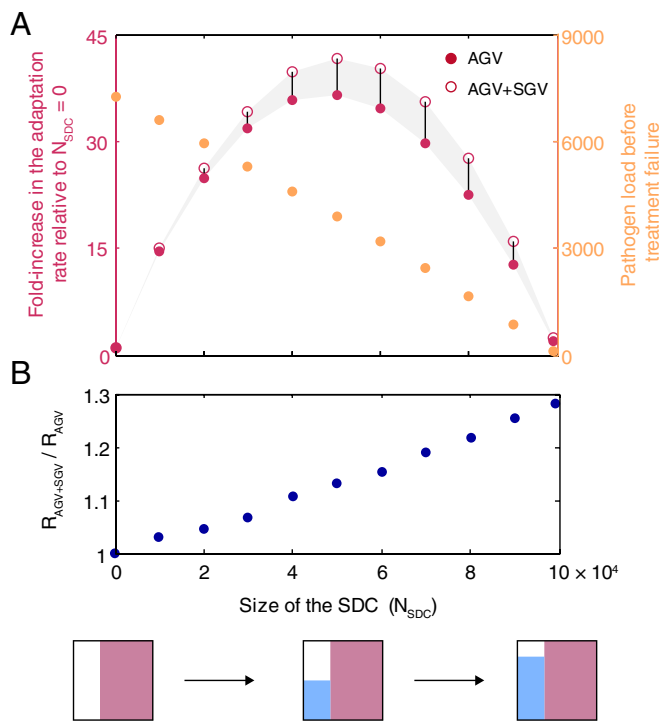 A
Fold-increase in the adaptation
rate relative to N_SDC = 0
45
30
15
0
AGV
AGV+SGV
9000
6000
3000
0
Pathogen load before
treatment failure
B
R_AGV+SGV / R_AGV
1.3
1.2
1.1
1
0 2 4 6 8 10 × 10⁴
Size of the SDC (N_SDC)